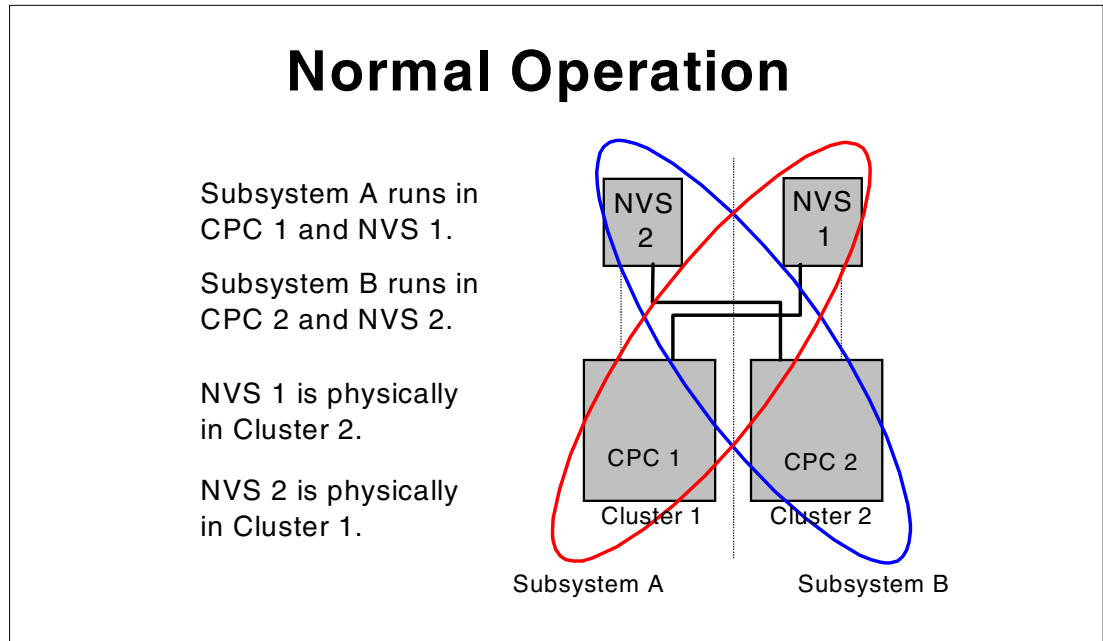 Normal Operation
Subsystem A runs in
CPC 1 and NVS 1.
Subsystem B runs in
CPC 2 and NVS 2.
NVS 1 is physically
in Cluster 2.
NVS 2 is physically
in Cluster 1.
NVS
2
NVS
1
CPC 1
CPC 2
Cluster 1
Cluster 2
Subsystem A
Subsystem B